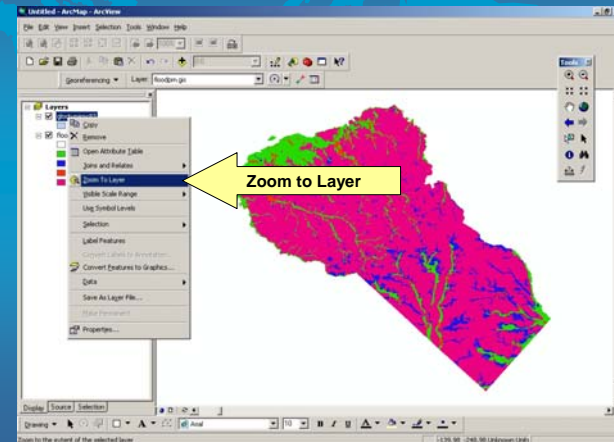 Untitled - ArcMap - ArcView
File Edit View Insert Selection Tools Window Help
Georeferencing Layer: floodpm.gis
Tools
Layers
floo
Copy
Remove
Open Attribute Table
Joins and Relates
Zoom To Layer
Visible Scale Range
Use Symbol Levels
Selection
Label Features
Convert Labels to Annotation...
Convert Features to Graphics...
Data
Save As Layer File...
Make Permanent
Properties...
Zoom to Layer
Display Source Selection
Drawing A Arial 10 B I U A
Zoom to the extent of the selected layer